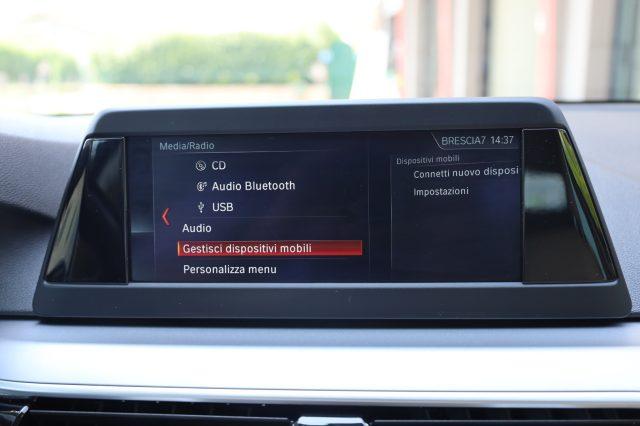 Media/Radio
BRESCIA7 14:37
CD
Audio Bluetooth
USB
Audio
Gestisci dispositivi mobili
Personalizza menu
Dispositivi mobili
Connetti nuovo disposi
Impostazioni